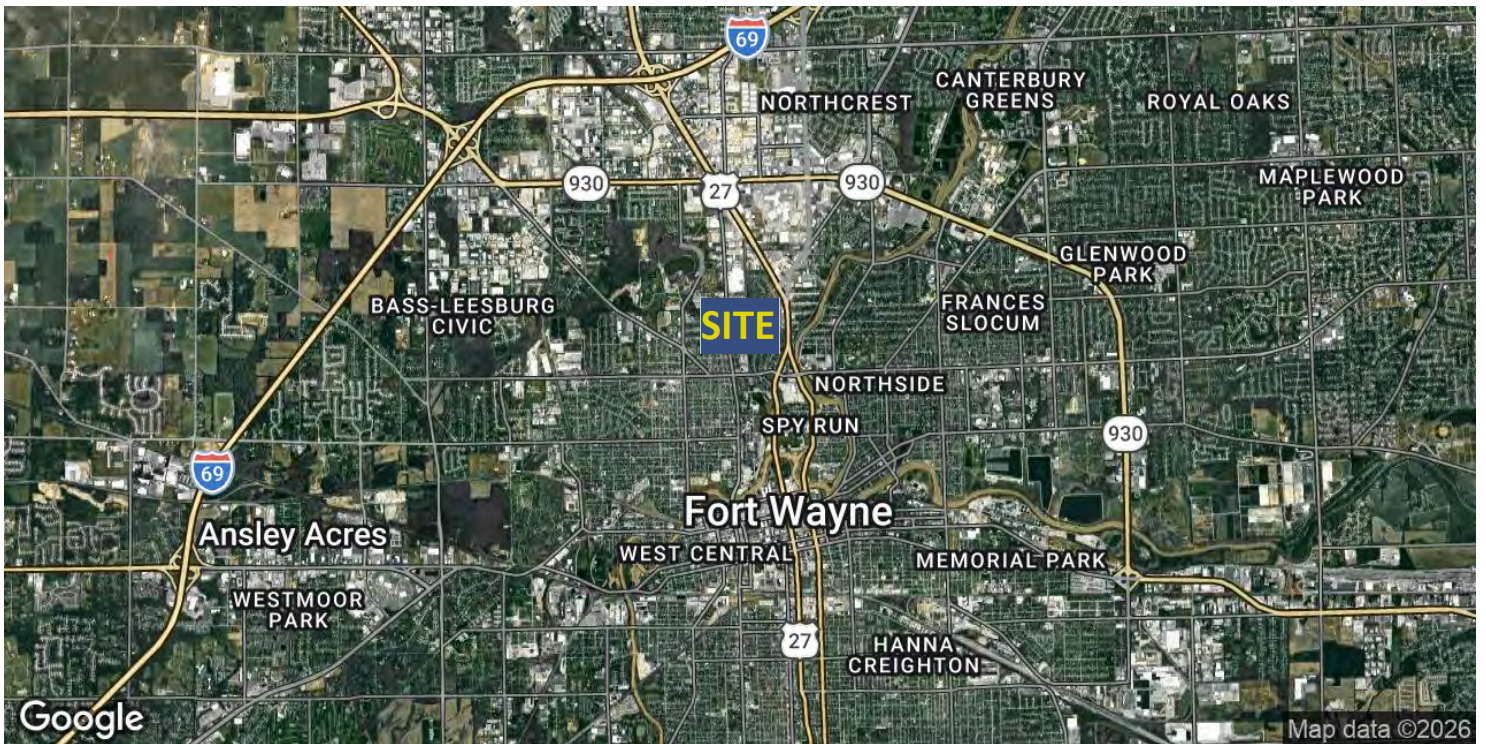 69
CANTERBURY
GREENS
NORTHCREST
ROYAL OAKS
930
27
930
MAPLEWOOD
PARK
GLENWOOD
PARK
BASS-LEESBURG
CIVIC
SITE
FRANCES
SLOCUM
NORTHSIDE
SPY RUN
930
69
Fort Wayne
Ansley Acres
WEST CENTRAL
MEMORIAL PARK
WESTMOOR
PARK
27
HANNA
CREIGHTON
Google
Map data ©2026